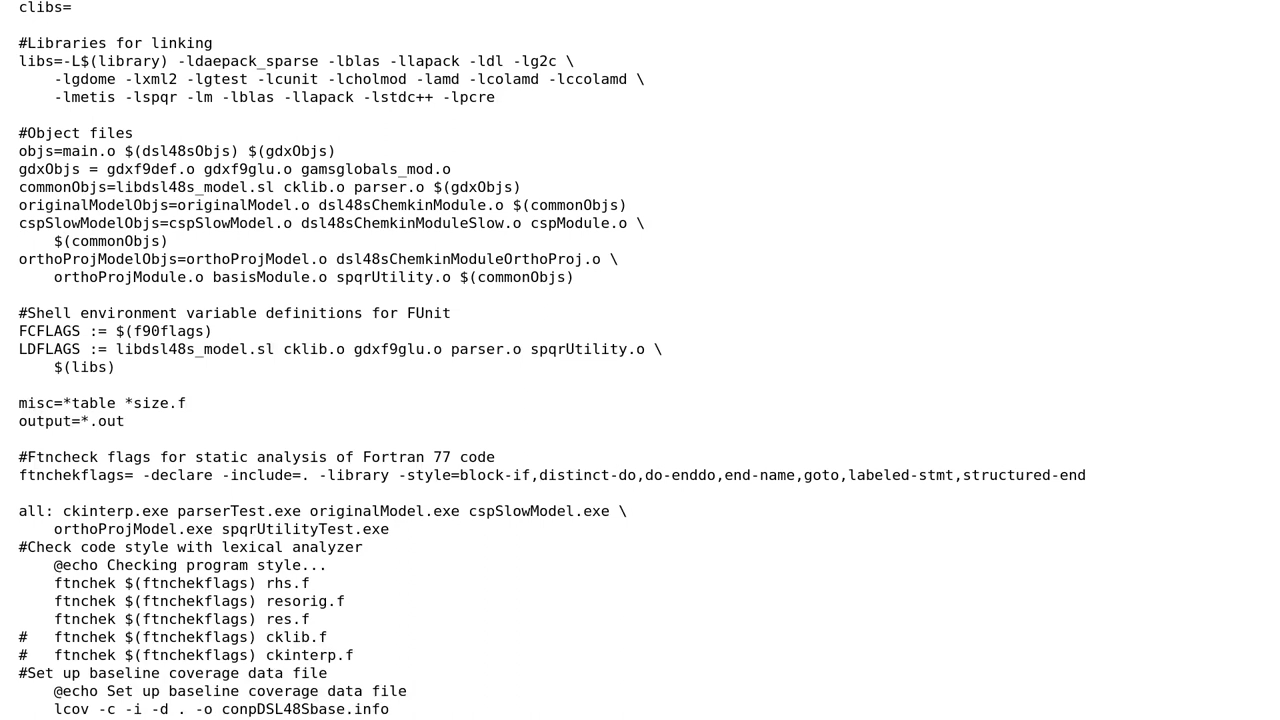 clibs=

#Libraries for linking
libs=-L$(library) -ldaepack_sparse -lblas -llapack -ldl -lg2c \
    -lgdome -lxml2 -lgtest -lcunit -lcholmod -lamd -lcolamd -lccolamd \
    -lmetis -lspqr -lm -lblas -llapack -lstdc++ -lpcre

#Object files
objs=main.o $(dsl48sObjs) $(gdxObjs)
gdxObjs = gdxf9def.o gdxf9glu.o gamsglobals_mod.o
commonObjs=libdsl48s_model.sl cklib.o parser.o $(gdxObjs)
originalModelObjs=originalModel.o dsl48sChemkinModule.o $(commonObjs)
cspSlowModelObjs=cspSlowModel.o dsl48sChemkinModuleSlow.o cspModule.o \
    $(commonObjs)
orthoProjModelObjs=orthoProjModel.o dsl48sChemkinModuleOrthoProj.o \
    orthoProjModule.o basisModule.o spqrUtility.o $(commonObjs)

#Shell environment variable definitions for FUnit
FCFLAGS := $(f90flags)
LDFLAGS := libdsl48s_model.sl cklib.o gdxf9glu.o parser.o spqrUtility.o \
    $(libs)

misc=*table *size.f
output=*.out

#Ftncheck flags for static analysis of Fortran 77 code
ftnchekflags= -declare -include=. -library -style=block-if,distinct-do,do-enddo,end-name,goto,labeled-stmt,structured-end

all: ckinterp.exe parserTest.exe originalModel.exe cspSlowModel.exe \
    orthoProjModel.exe spqrUtilityTest.exe
#Check code style with lexical analyzer
    @echo Checking program style...
    ftnchek $(ftnchekflags) rhs.f
    ftnchek $(ftnchekflags) resorig.f
    ftnchek $(ftnchekflags) res.f
#   ftnchek $(ftnchekflags) cklib.f
#   ftnchek $(ftnchekflags) ckinterp.f
#Set up baseline coverage data file
    @echo Set up baseline coverage data file
    lcov -c -i -d . -o conpDSL48Sbase.info